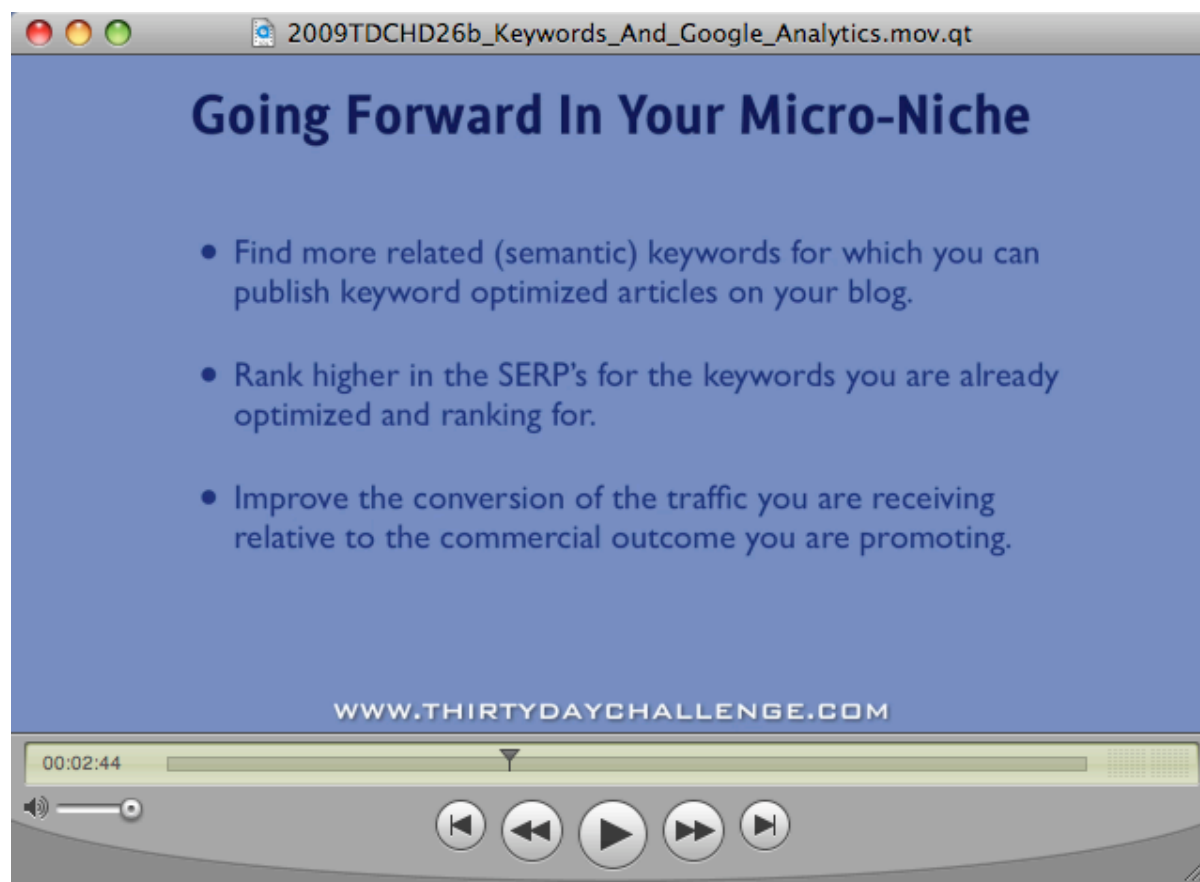 2009TDCHD26b_Keywords_And_Google_Analytics.mov.qt
Going Forward In Your Micro-Niche
• Find more related (semantic) keywords for which you can
publish keyword optimized articles on your blog.
• Rank higher in the SERP's for the keywords you are already
optimized and ranking for.
• Improve the conversion of the traffic you are receiving
relative to the commercial outcome you are promoting.
WWW.THIRTYDAYCHALLENGE.COM
00:02:44